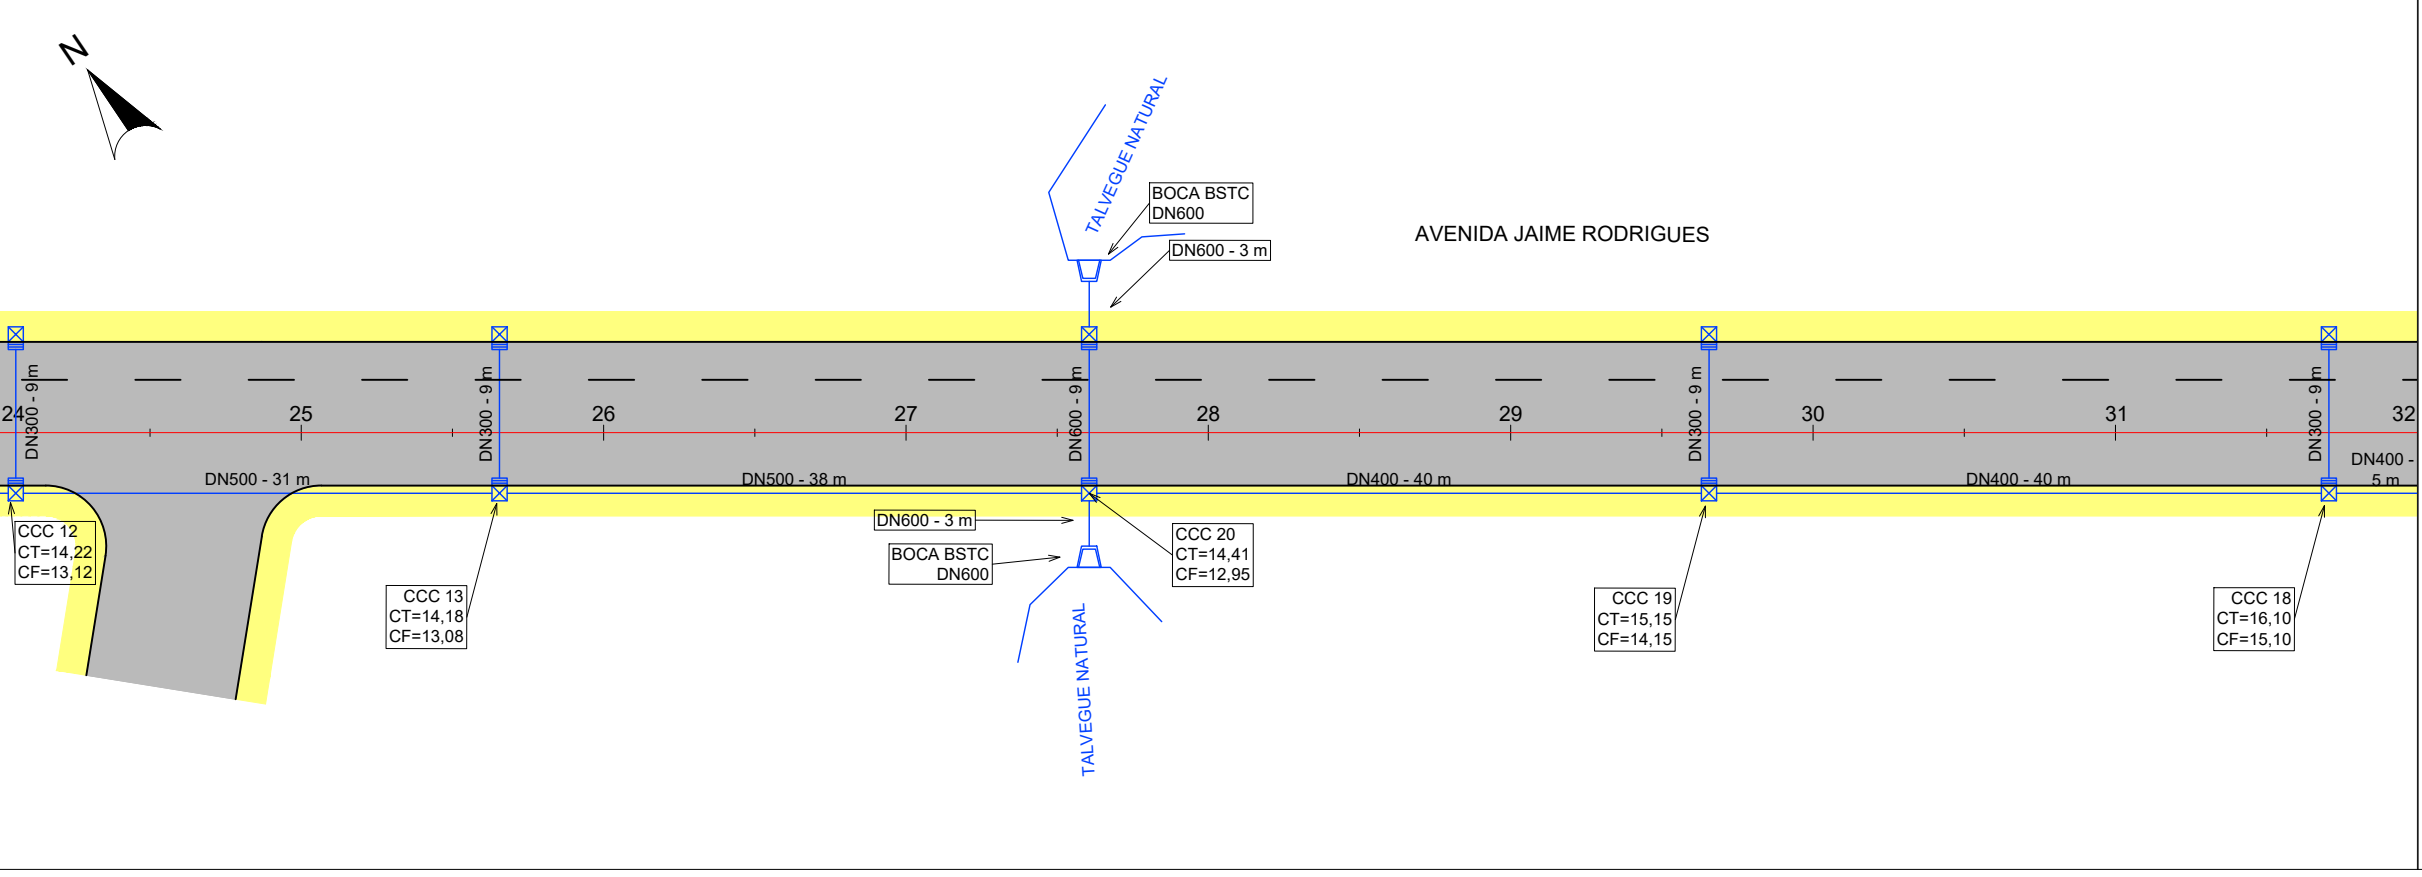 N
TALVEGUE NATURAL
BOCA BSTC
DN600
DN600 - 3 m
AVENIDA JAIME RODRIGUES
DN300 - 9 m
DN300 - 9 m
DN600 - 9 m
DN300 - 9 m
DN300 - 9 m
24
25
26
27
28
29
30
31
32
DN500 - 31 m
DN500 - 38 m
DN400 - 40 m
DN400 - 40 m
DN400 -
5 m
CCC 12
CT=14,22
CF=13,12
CCC 13
CT=14,18
CF=13,08
DN600 - 3 m
BOCA BSTC
DN600
CCC 20
CT=14,41
CF=12,95
CCC 19
CT=15,15
CF=14,15
CCC 18
CT=16,10
CF=15,10
TALVEGUE NATURAL